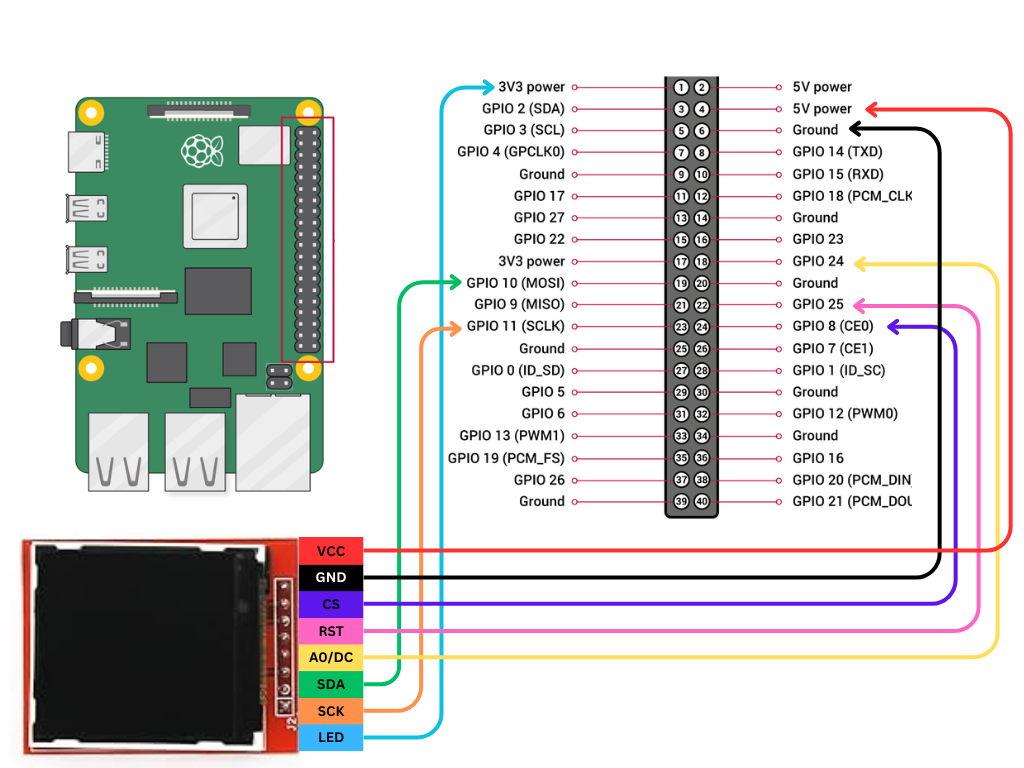 3V3 power 1 2 5V power
GPIO 2 (SDA) 3 4 5V power
GPIO 3 (SCL) 5 6 Ground
GPIO 4 (GPCLK0) 7 8 GPIO 14 (TXD)
Ground 9 10 GPIO 15 (RXD)
GPIO 17 11 12 GPIO 18 (PCM_CLK
GPIO 27 13 14 Ground
GPIO 22 15 16 GPIO 23
3V3 power 17 18 GPIO 24
GPIO 10 (MOSI) 19 20 Ground
GPIO 9 (MISO) 21 22 GPIO 25
GPIO 11 (SCLK) 23 24 GPIO 8 (CE0)
Ground 25 26 GPIO 7 (CE1)
GPIO 0 (ID_SD) 27 28 GPIO 1 (ID_SC)
GPIO 5 29 30 Ground
GPIO 6 31 32 GPIO 12 (PWM0)
GPIO 13 (PWM1) 33 34 Ground
GPIO 19 (PCM_FS) 35 36 GPIO 16
GPIO 26 37 38 GPIO 20 (PCM_DIN
Ground 39 40 GPIO 21 (PCM_DOU
VCC
GND
CS
RST
A0/DC
SDA
SCK
LED
J2